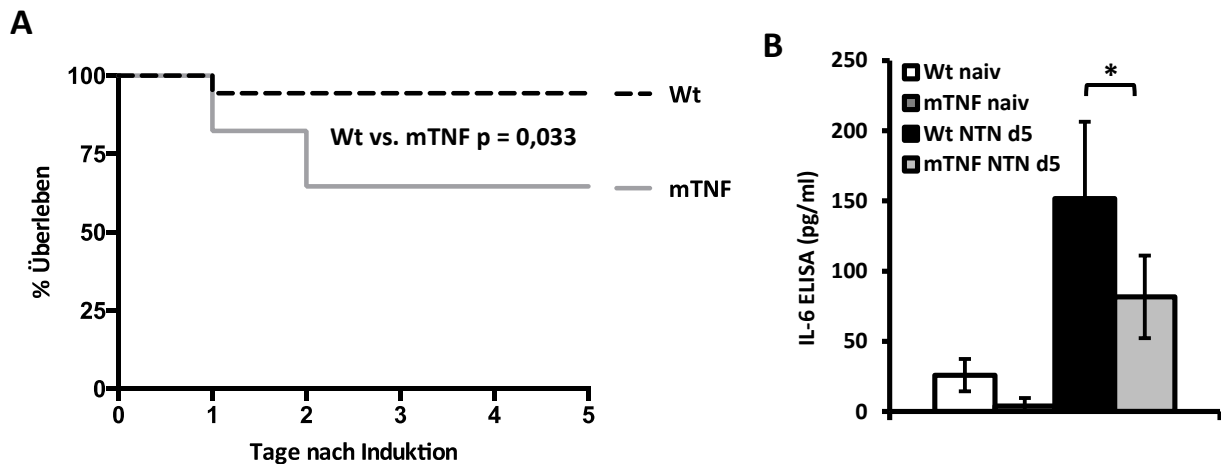 A
100
75
50
25
0
% Überleben
Wt vs. mTNF p = 0,033
Wt
mTNF
0 1 2 3 4 5
Tage nach Induktion
B
250
200
150
100
50
0
IL-6 ELISA (pg/ml)
Wt naiv
mTNF naiv
Wt NTN d5
mTNF NTN d5
*